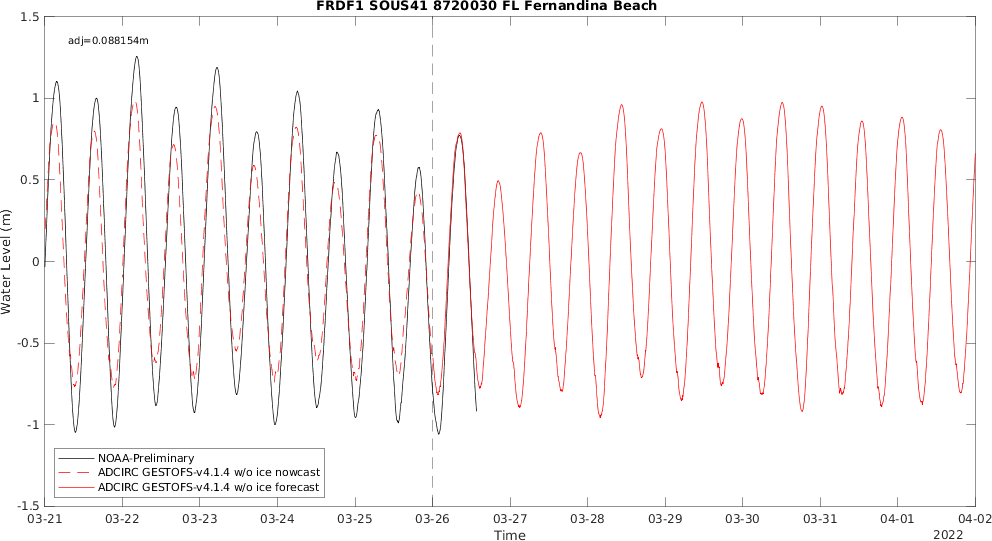 FRDF1 SOUS41 8720030 FL Fernandina Beach
adj=0.088154m
Water Level (m)
1.5
1
0.5
0
-0.5
-1
-1.5
NOAA-Preliminary
ADCIRC GESTOFS-v4.1.4 w/o ice nowcast
ADCIRC GESTOFS-v4.1.4 w/o ice forecast
03-21 03-22 03-23 03-24 03-25 03-26 03-27 03-28 03-29 03-30 03-31 04-01 04-02
Time
2022